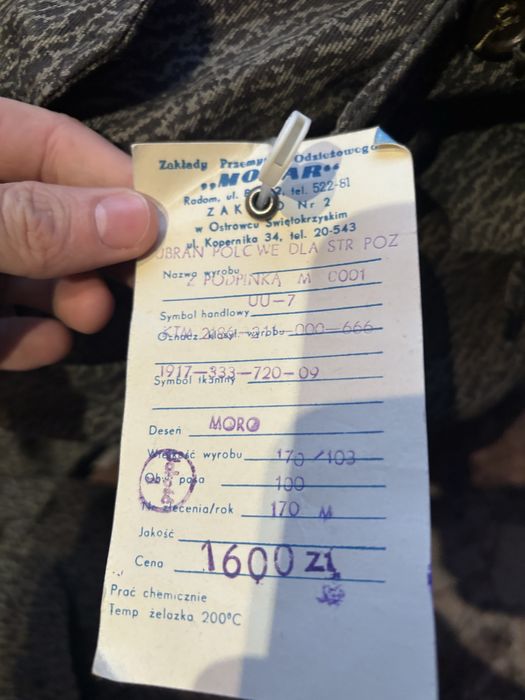 Zakłady Przemysłu Odzieżowego
Radom, ul. tel. 522-81
ZAKŁAD Nr 2
w Ostrowcu Świętokrzyskim
ul. Kopernika 34, tel. 20-543
UBRAN POLCWE DLA STR POZ
Nazwa wyrobu
Z PODPINKĄ M 0001
UU-7
Symbol handlowy
Oznacz. klasyf. wyrobu
000-666
1917-333-720-09
Symbol tkaniny
Deseń MORO
Wielkość wyrobu 170/103
Obw. pasa 100
Nr zlecenia/rok 170 M
Jakość
Cena 1600 zł
Prać chemicznie
Temp żelazka 200°C